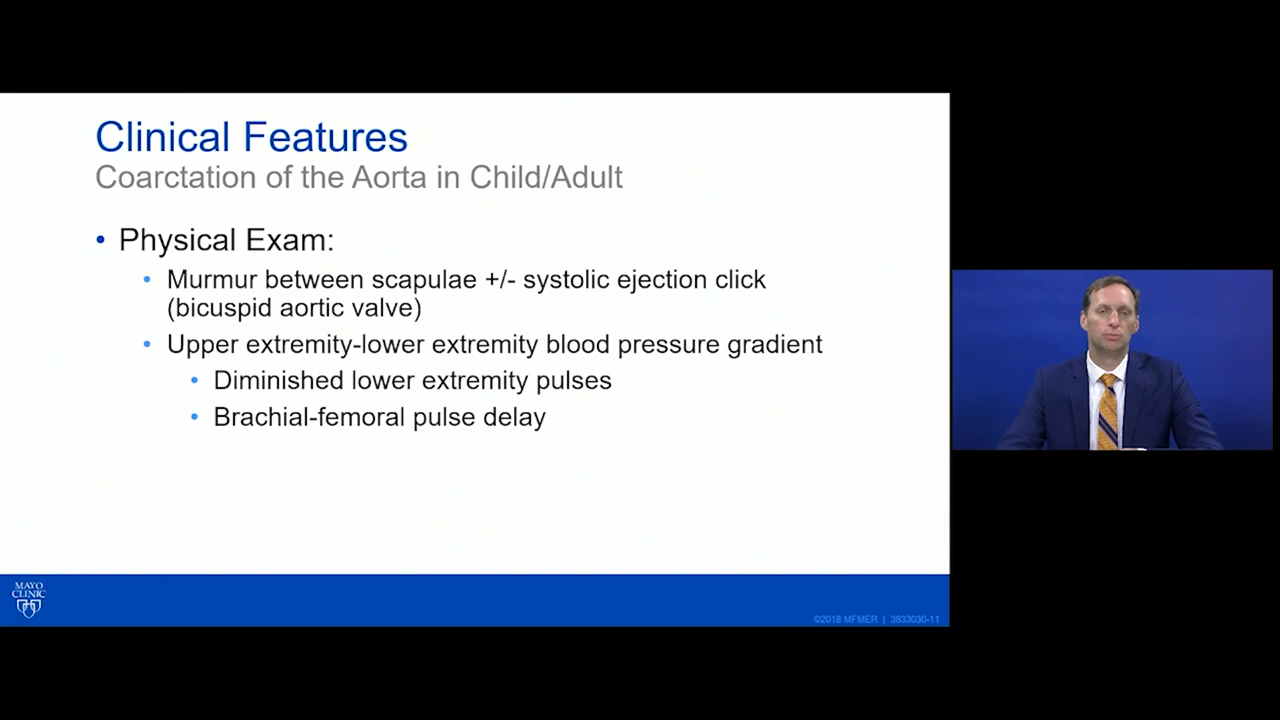 Clinical Features
Coarctation of the Aorta in Child/Adult
• Physical Exam:
• Murmur between scapulae +/- systolic ejection click
(bicuspid aortic valve)
• Upper extremity-lower extremity blood pressure gradient
• Diminished lower extremity pulses
• Brachial-femoral pulse delay
MAYO
CLINIC
©2018 MFMER | 3833030-11